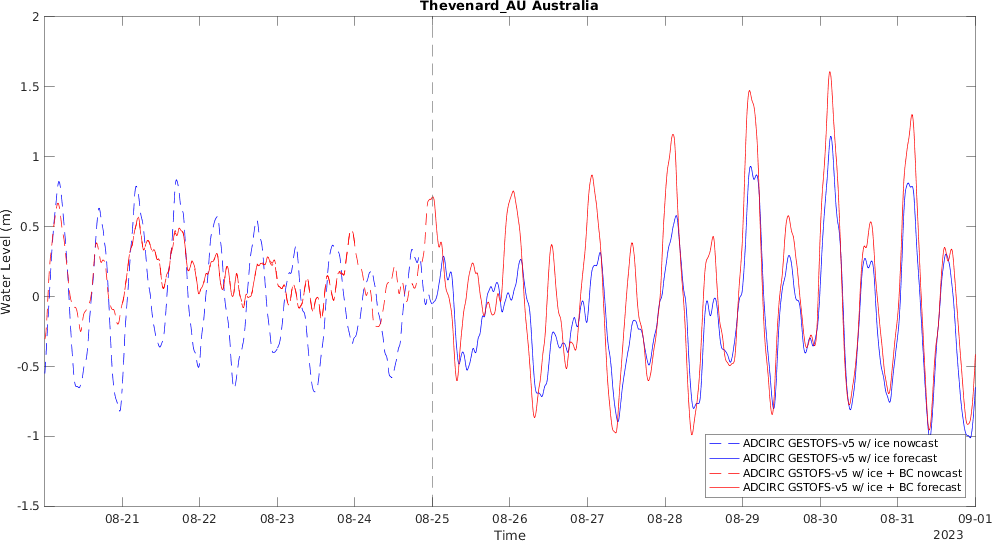 Thevenard_AU Australia
Water Level (m)
2
1.5
1
0.5
0
-0.5
-1
-1.5
ADCIRC GESTOFS-v5 w/ ice nowcast
ADCIRC GESTOFS-v5 w/ ice forecast
ADCIRC GSTOFS-v5 w/ ice + BC nowcast
ADCIRC GSTOFS-v5 w/ ice + BC forecast
08-21 08-22 08-23 08-24 08-25 08-26 08-27 08-28 08-29 08-30 08-31 09-01
Time
2023